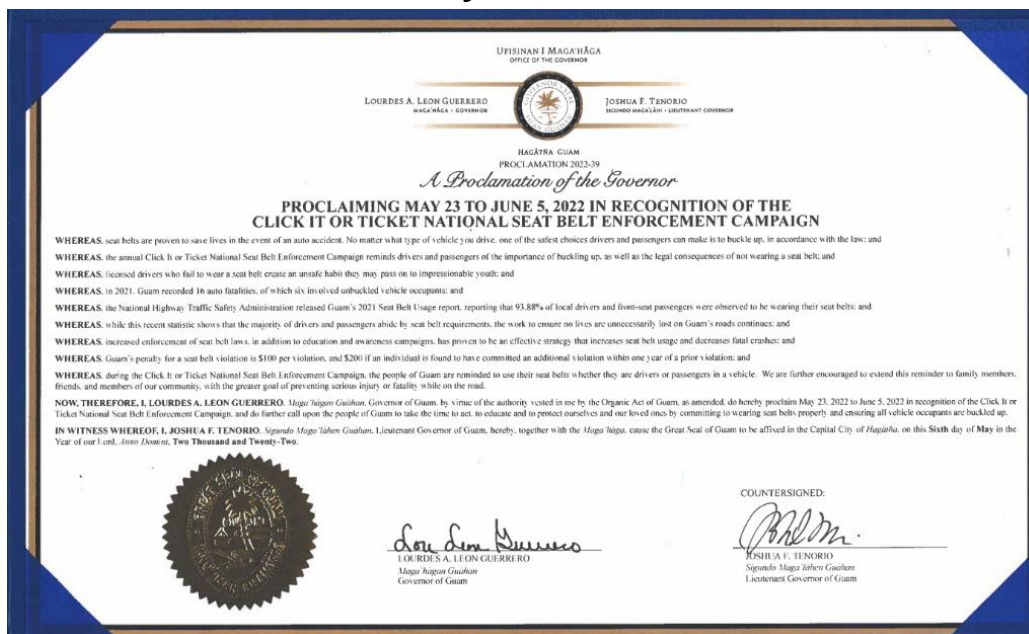 UFISINAN I MAGA'HÅGA
OFFICE OF THE GOVERNOR
LOURDES A. LEON GUERRERO
MAGA'HÅGA • GOVERNOR
JOSHUA F. TENORIO
SIGUNDO MAGA'LÅHI • LIEUTENANT GOVERNOR
HAGÅTÑA GUAM
PROCLAMATION 2022-39
A Proclamation of the Governor
PROCLAIMING MAY 23 TO JUNE 5, 2022 IN RECOGNITION OF THE
CLICK IT OR TICKET NATIONAL SEAT BELT ENFORCEMENT CAMPAIGN
WHEREAS, seat belts are proven to save lives in the event of an auto accident. No matter what type of vehicle you drive, one of the safest choices drivers and passengers can make is to buckle up, in accordance with the law; and
WHEREAS, the annual Click It or Ticket National Seat Belt Enforcement Campaign reminds drivers and passengers of the importance of buckling up, as well as the legal consequences of not wearing a seat belt; and
WHEREAS, licensed drivers who fail to wear a seat belt create an unsafe habit they may pass on to impressionable youth; and
WHEREAS, in 2021, Guam recorded 16 auto fatalities, of which six involved unbuckled vehicle occupants; and
WHEREAS, the National Highway Traffic Safety Administration released Guam's 2021 Seat Belt Usage report, reporting that 93.88% of local drivers and front-seat passengers were observed to be wearing their seat belts; and
WHEREAS, while this recent statistic shows that the majority of drivers and passengers abide by seat belt requirements, the work to ensure no lives are unnecessarily lost on Guam's roads continues; and
WHEREAS, increased enforcement of seat belt laws, in addition to education and awareness campaigns, has proven to be an effective strategy that increases seat belt usage and decreases fatal crashes; and
WHEREAS, Guam's penalty for a seat belt violation is $100 per violation, and $200 if an individual is found to have committed an additional violation within one year of a prior violation; and
WHEREAS, during the Click It or Ticket National Seat Belt Enforcement Campaign, the people of Guam are reminded to use their seat belts whether they are drivers or passengers in a vehicle. We are further encouraged to extend this reminder to family members,
friends, and members of our community, with the greater goal of preventing serious injury or fatality while on the road.
NOW, THEREFORE, I, LOURDES A. LEON GUERRERO, Maga'hågan Guåhan, Governor of Guam, by virtue of the authority vested in me by the Organic Act of Guam, as amended, do hereby proclaim May 23, 2022 to June 5, 2022 in recognition of the Click It or
Ticket National Seat Belt Enforcement Campaign, and do further call upon the people of Guam to take the time to act, to educate and to protect ourselves and our loved ones by committing to wearing seat belts properly and ensuring all vehicle occupants are buckled up.
IN WITNESS WHEREOF, I, JOSHUA F. TENORIO, Sigundo Maga'låhen Guåhan, Lieutenant Governor of Guam, hereby, together with the Maga'håga, cause the Great Seal of Guam to be affixed in the Capital City of Hagåtña, on this Sixth day of May in the
Year of our Lord, Anno Domini, Two Thousand and Twenty-Two.
GREAT SEAL OF GUAM
COUNTERSIGNED:
LOURDES A. LEON GUERRERO
Maga'hågan Guåhan
Governor of Guam
JOSHUA F. TENORIO
Sigundo Maga'låhen Guåhan
Lieutenant Governor of Guam